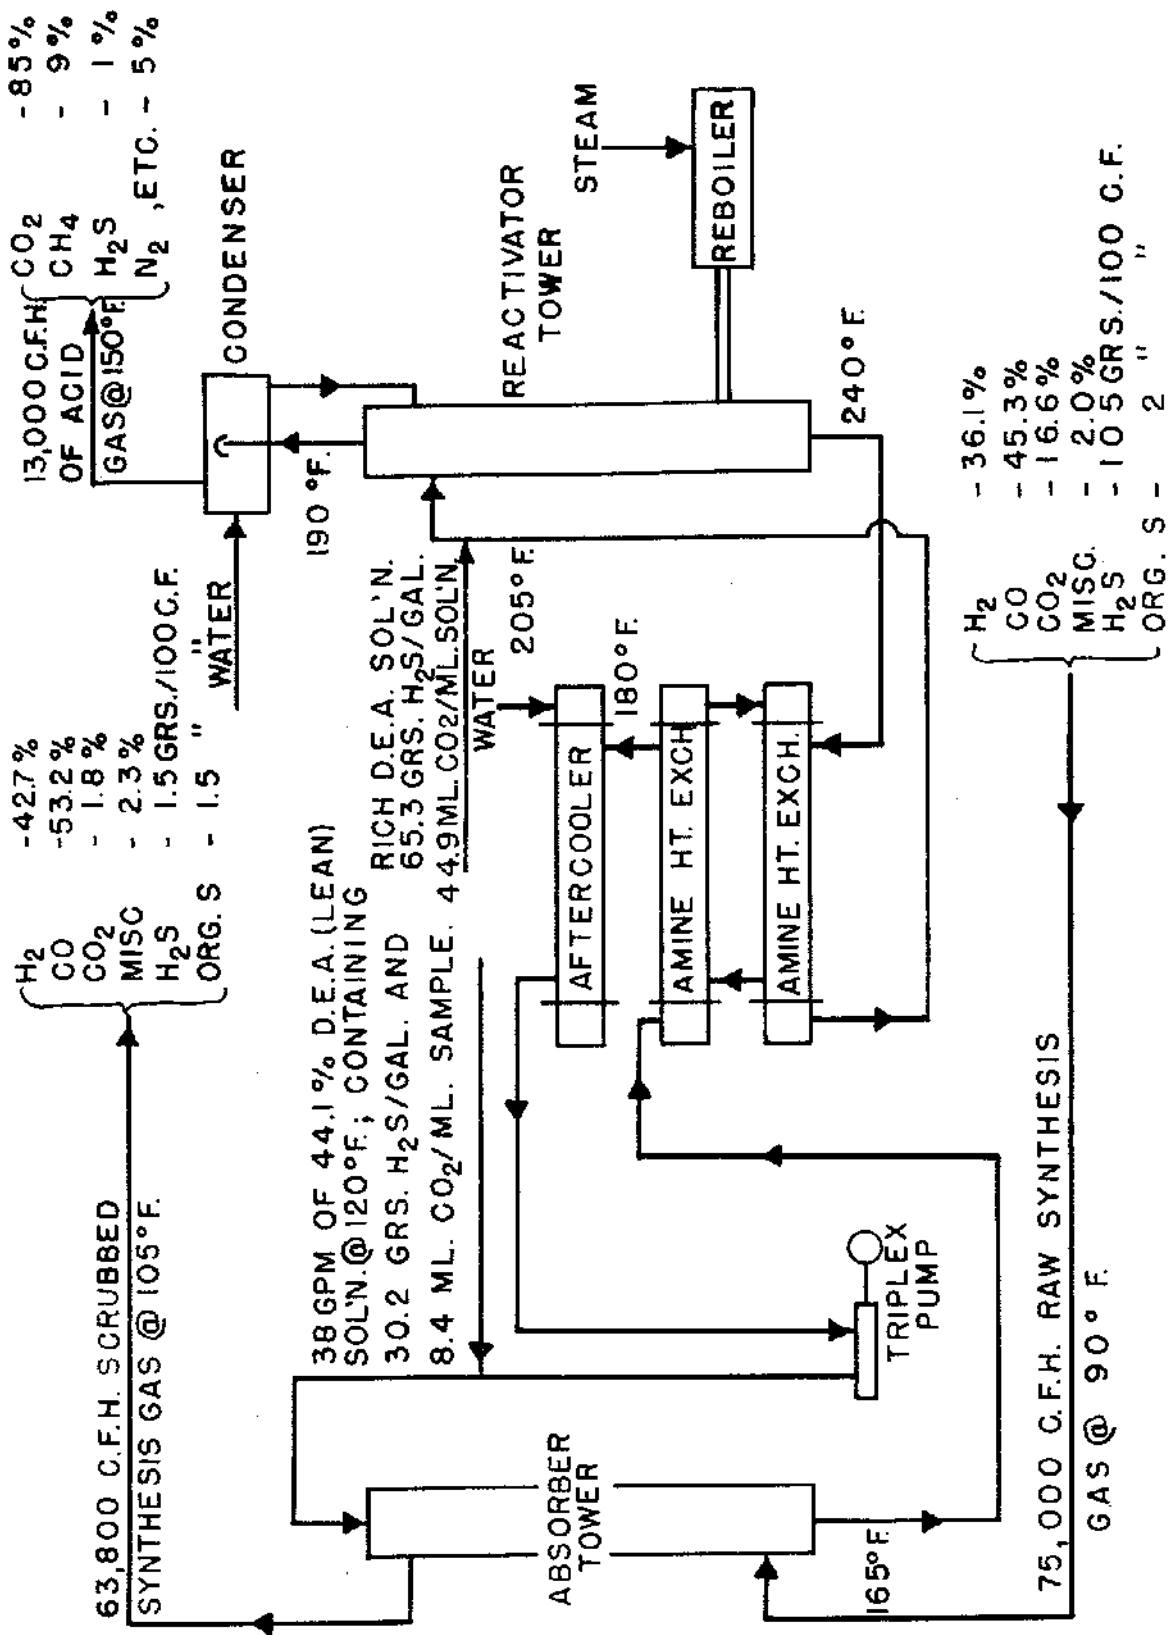 63,800 C.F.H. SCRUBBED
SYNTHESIS GAS @ 105°F.
H2 -42.7%
CO -53.2%
CO2 - 1.8%
MISC - 2.3%
H2S - 1.5 GRS./100 C.F.
ORG. S - 1.5 "
13,000 C.F.H.
OF ACID
GAS @ 150°F.
CO2 -85%
CH4 - 9%
H2S - 1%
N2, ETC. - 5%
WATER
CONDENSER
190°F.
38 GPM OF 44.1% D.E.A. (LEAN)
SOL'N. @ 120°F.; CONTAINING
30.2 GRS. H2S/GAL. AND
8.4 ML. CO2/ML. SAMPLE.
RICH D.E.A. SOL'N.
65.3 GRS. H2S/GAL.
44.9 ML. CO2/ML. SOL'N.
WATER
205°F.
REACTIVATOR
TOWER
STEAM
REBOILER
AFTERCOOLER
180°F.
AMINE HT. EXCH
AMINE HT. EXCH.
240°F.
ABSORBER
TOWER
165°F.
TRIPLEX
PUMP
75,000 C.F.H. RAW SYNTHESIS
GAS @ 90° F.
H2 -36.1%
CO -45.3%
CO2 -16.6%
MISC. - 2.0%
H2S -105 GRS./100 C.F.
ORG. S - 2 " "